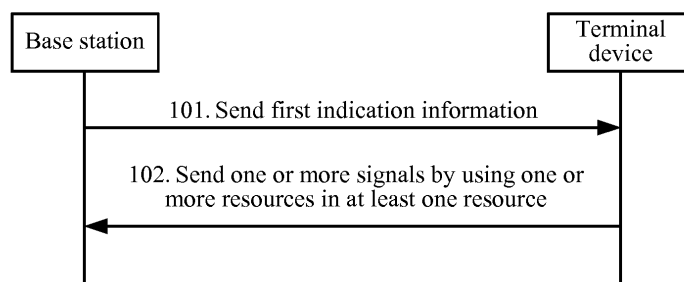 Base station
Terminal
device
101. Send first indication information
102. Send one or more signals by using one or
more resources in at least one resource